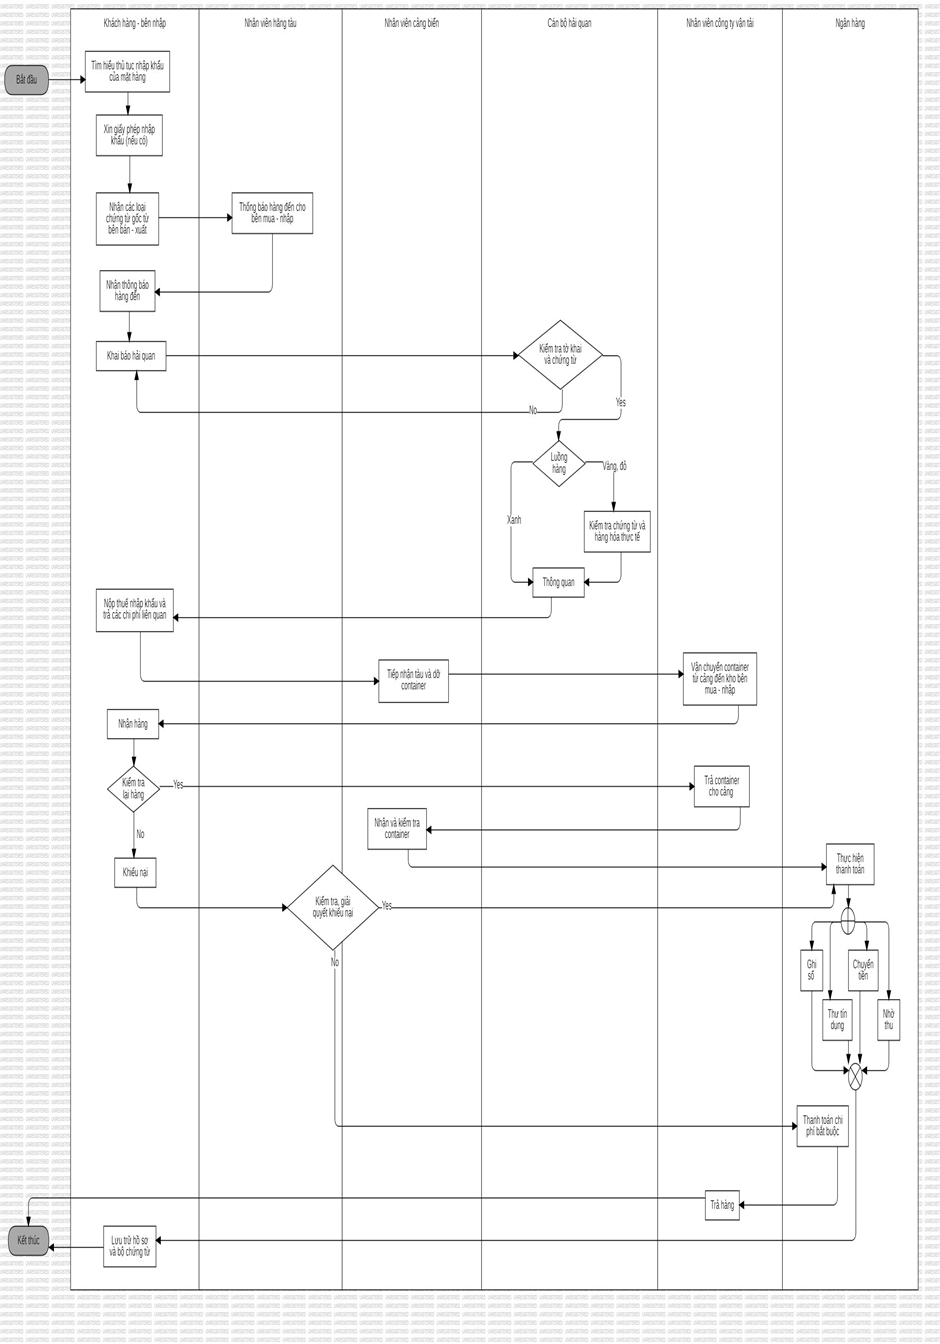 Khách hàng - bên nhập
Nhân viên hãng tàu
Nhân viên cảng biển
Cán bộ hải quan
Nhân viên công ty vận tải
Ngân hàng
Bắt đầu
Tìm hiểu thủ tục nhập khẩu
của mặt hàng
Xin giấy phép nhập
khẩu (nếu có)
Nhận các loại
chứng từ gốc từ
bên bán - xuất
Thông báo hàng đến cho
bên mua - nhập
Nhận thông báo
hàng đến
Khai báo hải quan
Kiểm tra tờ khai
và chứng từ
No
Yes
Luồng
hàng
Vàng, đỏ
Xanh
Kiểm tra chứng từ và
hàng hóa thực tế
Thông quan
Nộp thuế nhập khẩu và
trả các chi phí liên quan
Tiếp nhận tàu và dỡ
container
Vận chuyển container
từ cảng đến kho bên
mua - nhập
Nhận hàng
Kiểm tra
lại hàng
Yes
Trả container
cho cảng
No
Nhận và kiểm tra
container
Khiếu nại
Thực hiện
thanh toán
Kiểm tra, giải
quyết khiếu nại
Yes
No
Ghi
sổ
Chuyển
tiền
Thư tín
dụng
Nhờ
thu
Thanh toán chi
phí bắt buộc
Trả hàng
Kết thúc
Lưu trữ hồ sơ
và bộ chứng từ